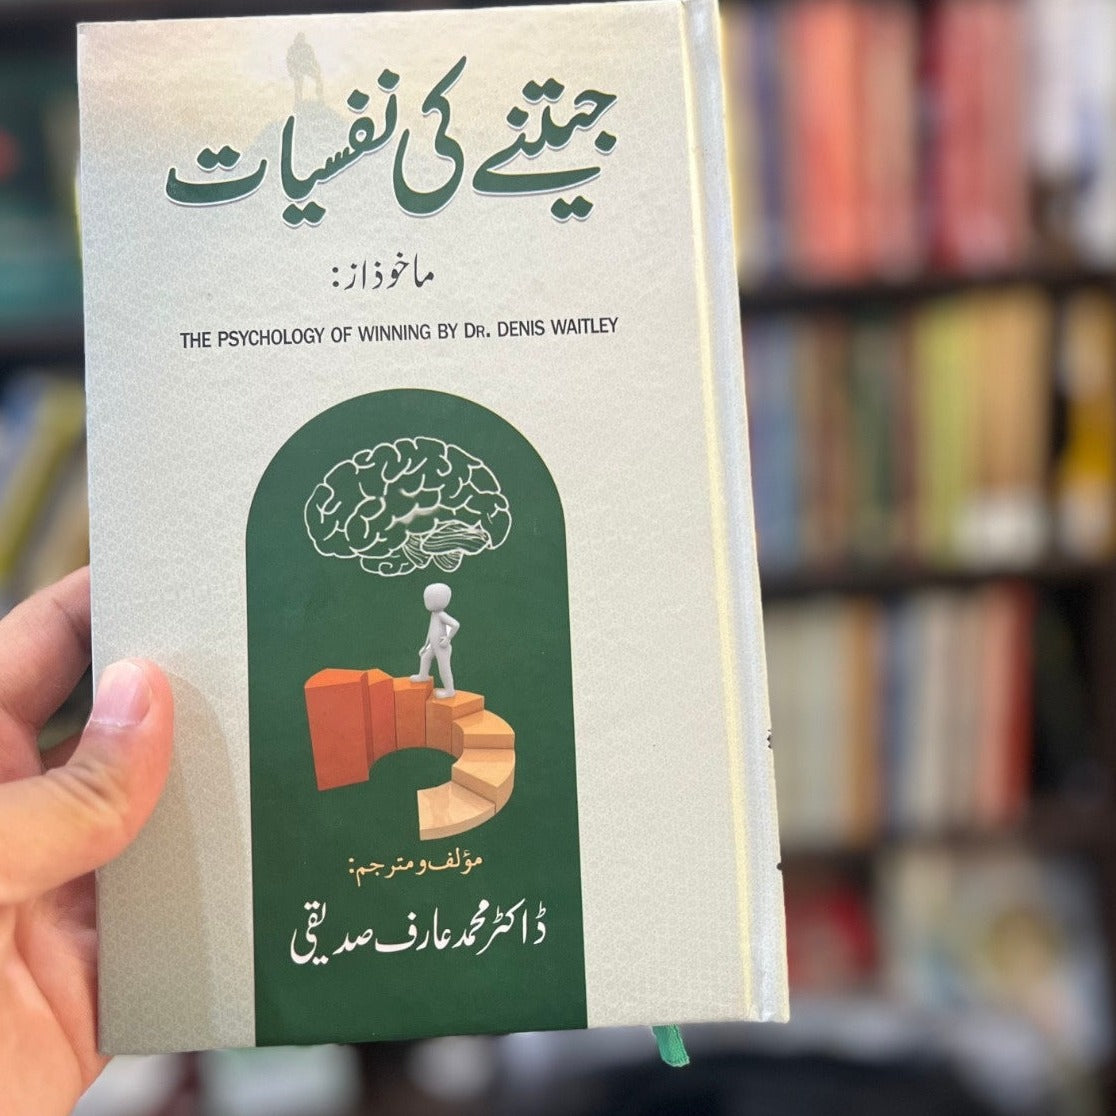 جیتنے کی نفسیات
ماخوذ از:
THE PSYCHOLOGY OF WINNING BY DR. DENIS WAITLEY
مؤلف و مترجم:
ڈاکٹر محمد عارف صدیقی